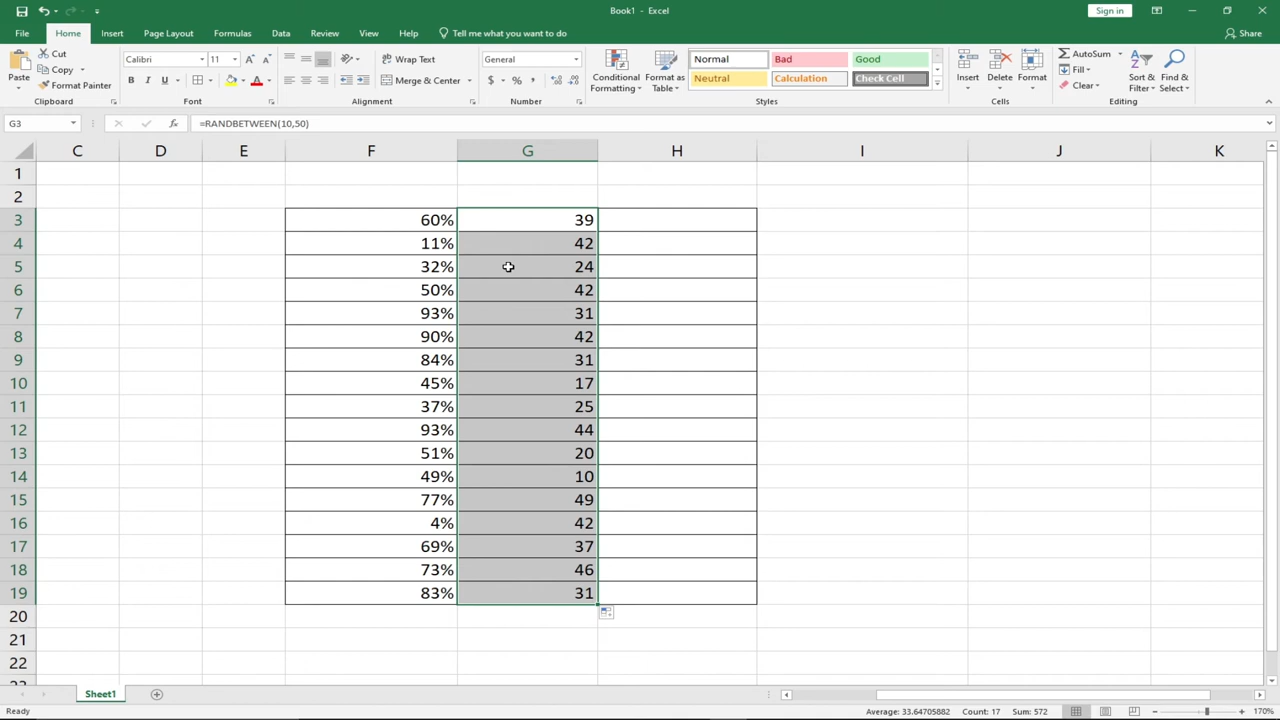 Book1 - Excel
Sign in
File Home Insert Page Layout Formulas Data Review View Help Tell me what you want to do Share
Paste
Cut
Copy
Format Painter
Clipboard
Calibri 11
B I U
Font
Wrap Text
Merge & Center
Alignment
General
$ % ,
Number
Conditional Formatting
Format as Table
Normal Bad Good
Neutral Calculation Check Cell
Styles
Insert Delete Format
Cells
AutoSum
Fill
Clear
Sort & Filter
Find & Select
Editing
G3 fx =RANDBETWEEN(10,50)
C D E F G H I J K
1
2
3 60% 39
4 11% 42
5 32% 24
6 50% 42
7 93% 31
8 90% 42
9 84% 31
10 45% 17
11 37% 25
12 93% 44
13 51% 20
14 49% 10
15 77% 49
16 4% 42
17 69% 37
18 73% 46
19 83% 31
20
21
22
Sheet1
Ready Average: 33.64705882 Count: 17 Sum: 572 170%